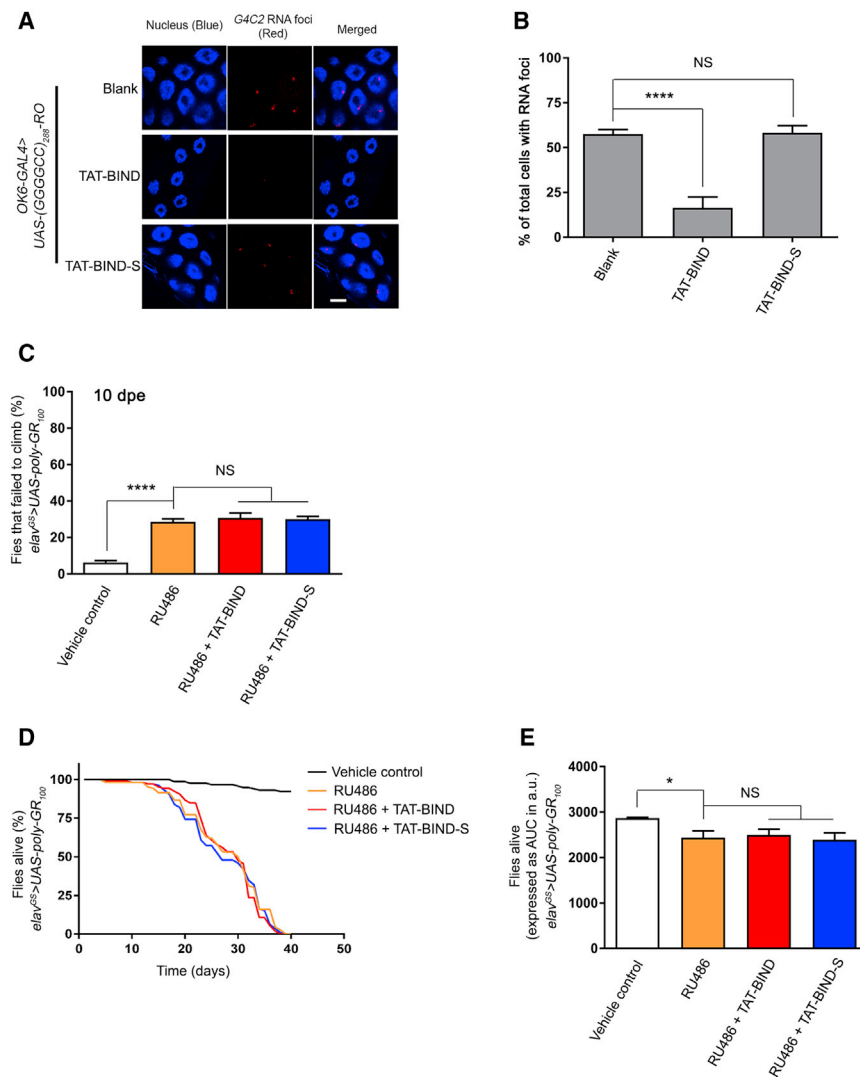 A
Nucleus (Blue)
G4C2 RNA foci
(Red)
Merged
OK6-GAL4>
UAS-(GGGGCC)288-RO
Blank
TAT-BIND
TAT-BIND-S
B
% of total cells with RNA foci
100
75
50
25
0
NS
****
Blank
TAT-BIND
TAT-BIND-S
C
Flies that failed to climb (%)
elavGS>UAS-poly-GR100
10 dpe
100
80
60
40
20
0
****
NS
Vehicle control
RU486
RU486 + TAT-BIND
RU486 + TAT-BIND-S
D
Flies alive (%)
elavGS>UAS-poly-GR100
100
75
50
25
0
0 10 20 30 40 50
Time (days)
Vehicle control
RU486
RU486 + TAT-BIND
RU486 + TAT-BIND-S
E
Flies alive
(expressed as AUC in a.u.)
elavGS>UAS-poly-GR100
4000
3000
2000
1000
0
*
NS
Vehicle control
RU486
RU486 + TAT-BIND
RU486 + TAT-BIND-S